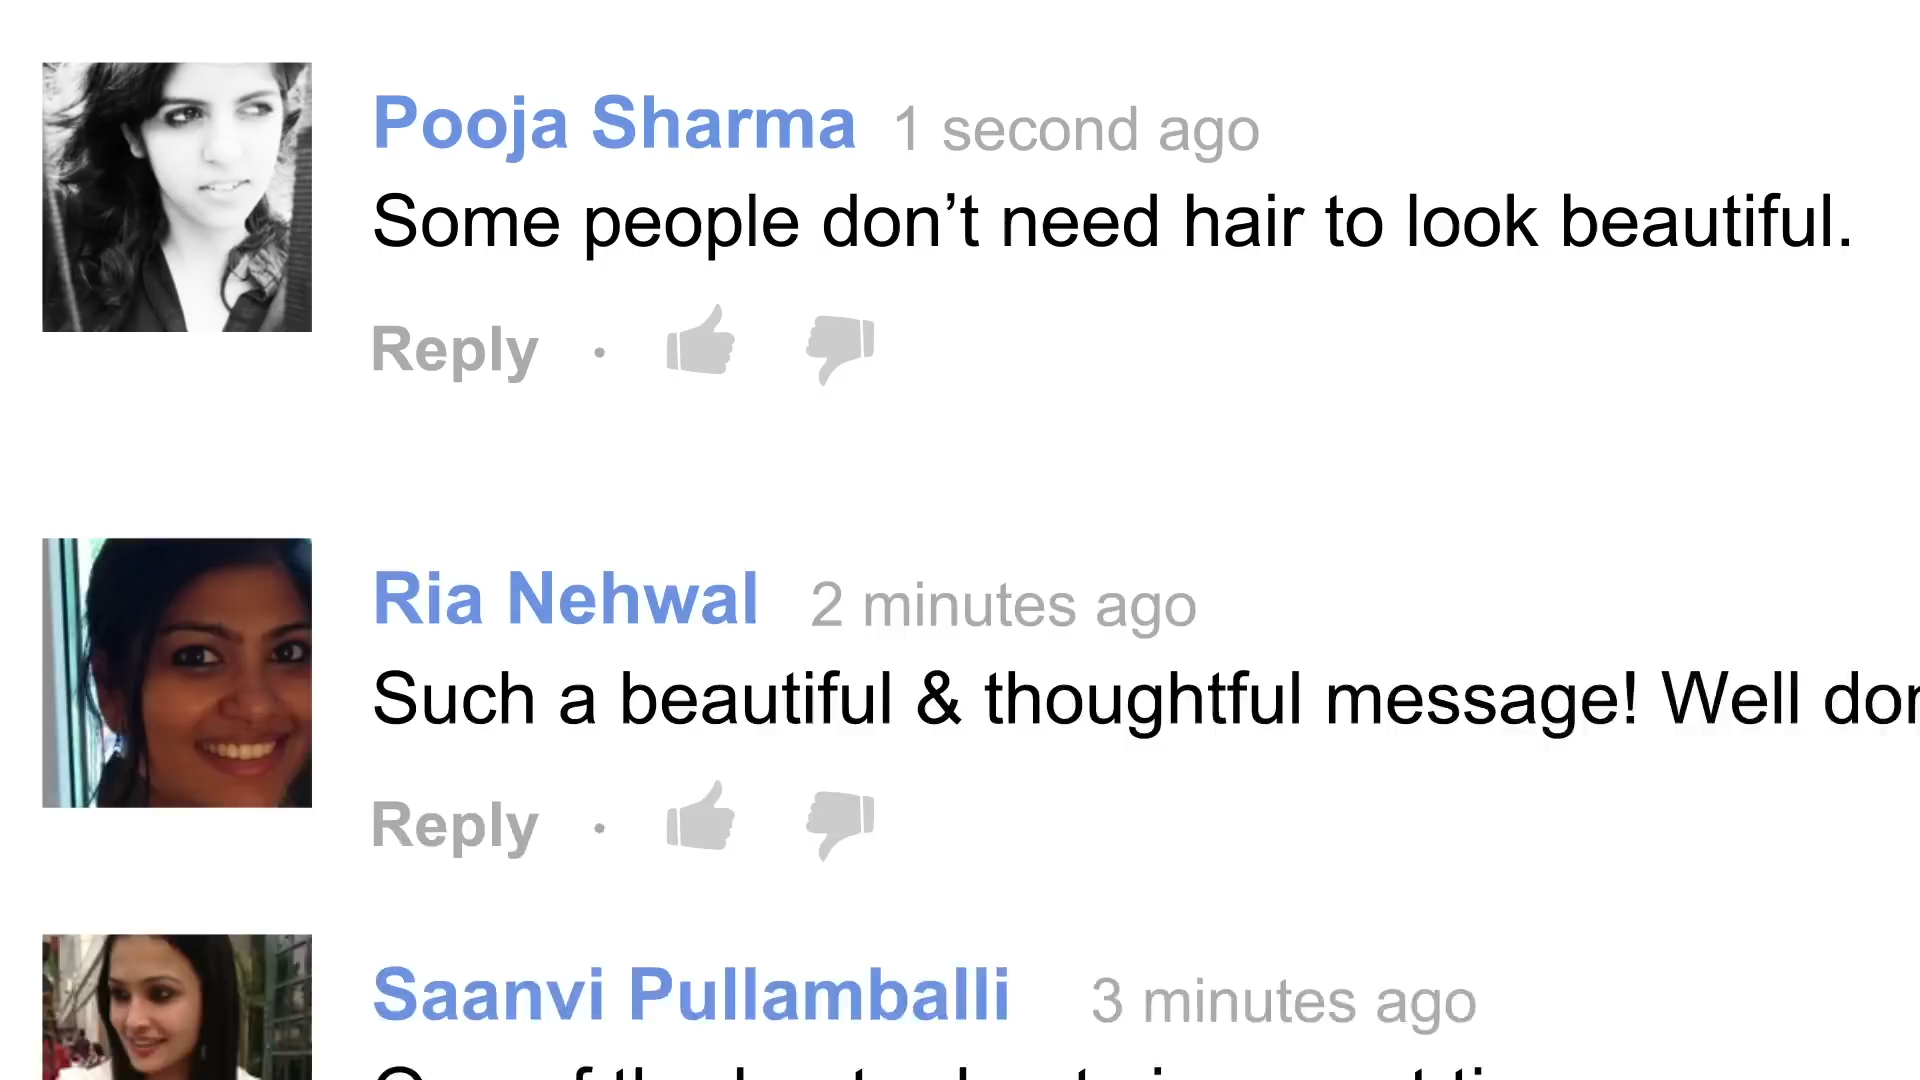 Pooja Sharma 1 second ago
Some people don’t need hair to look beautiful.
Reply ·
Ria Nehwal 2 minutes ago
Such a beautiful & thoughtful message! Well
Reply ·
Saanvi Pullamballi 3 minutes ago